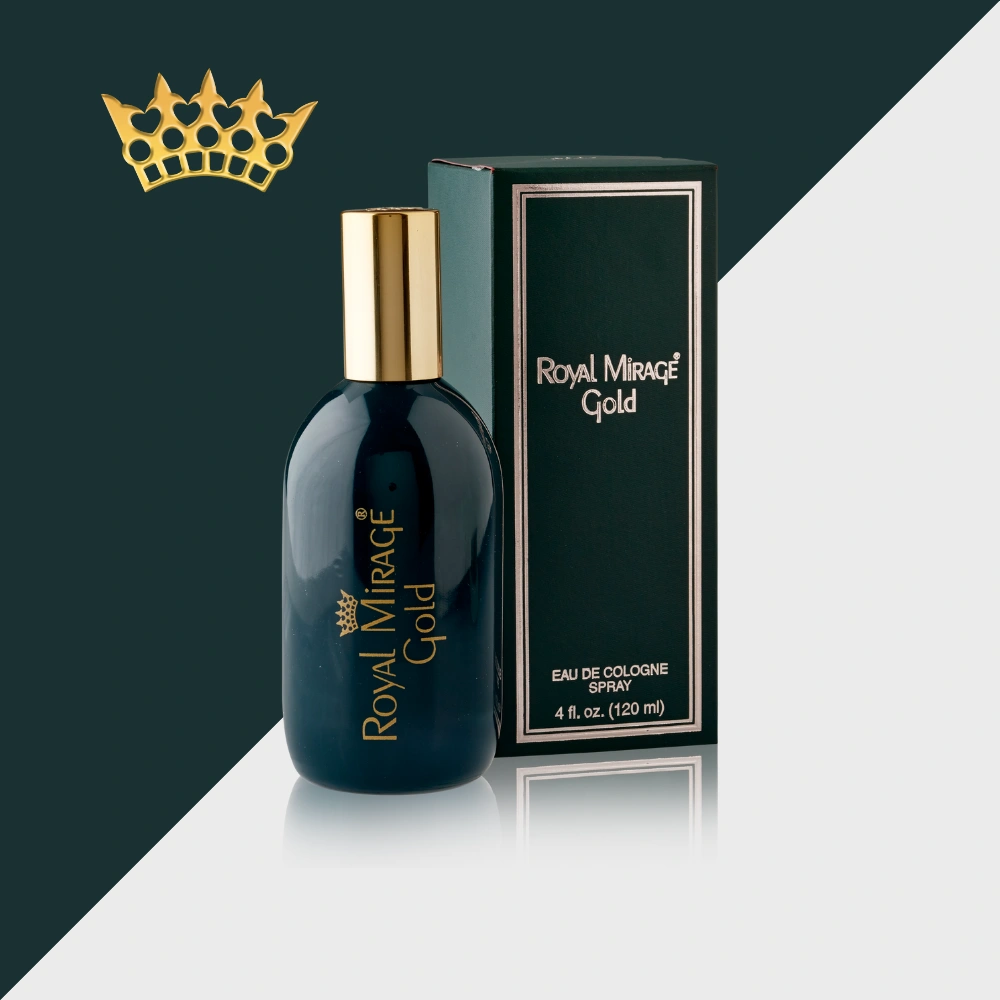 Royal Mirage®
Gold
Royal Mirage®
Gold
EAU DE COLOGNE
SPRAY
4 fl. oz. (120 ml)